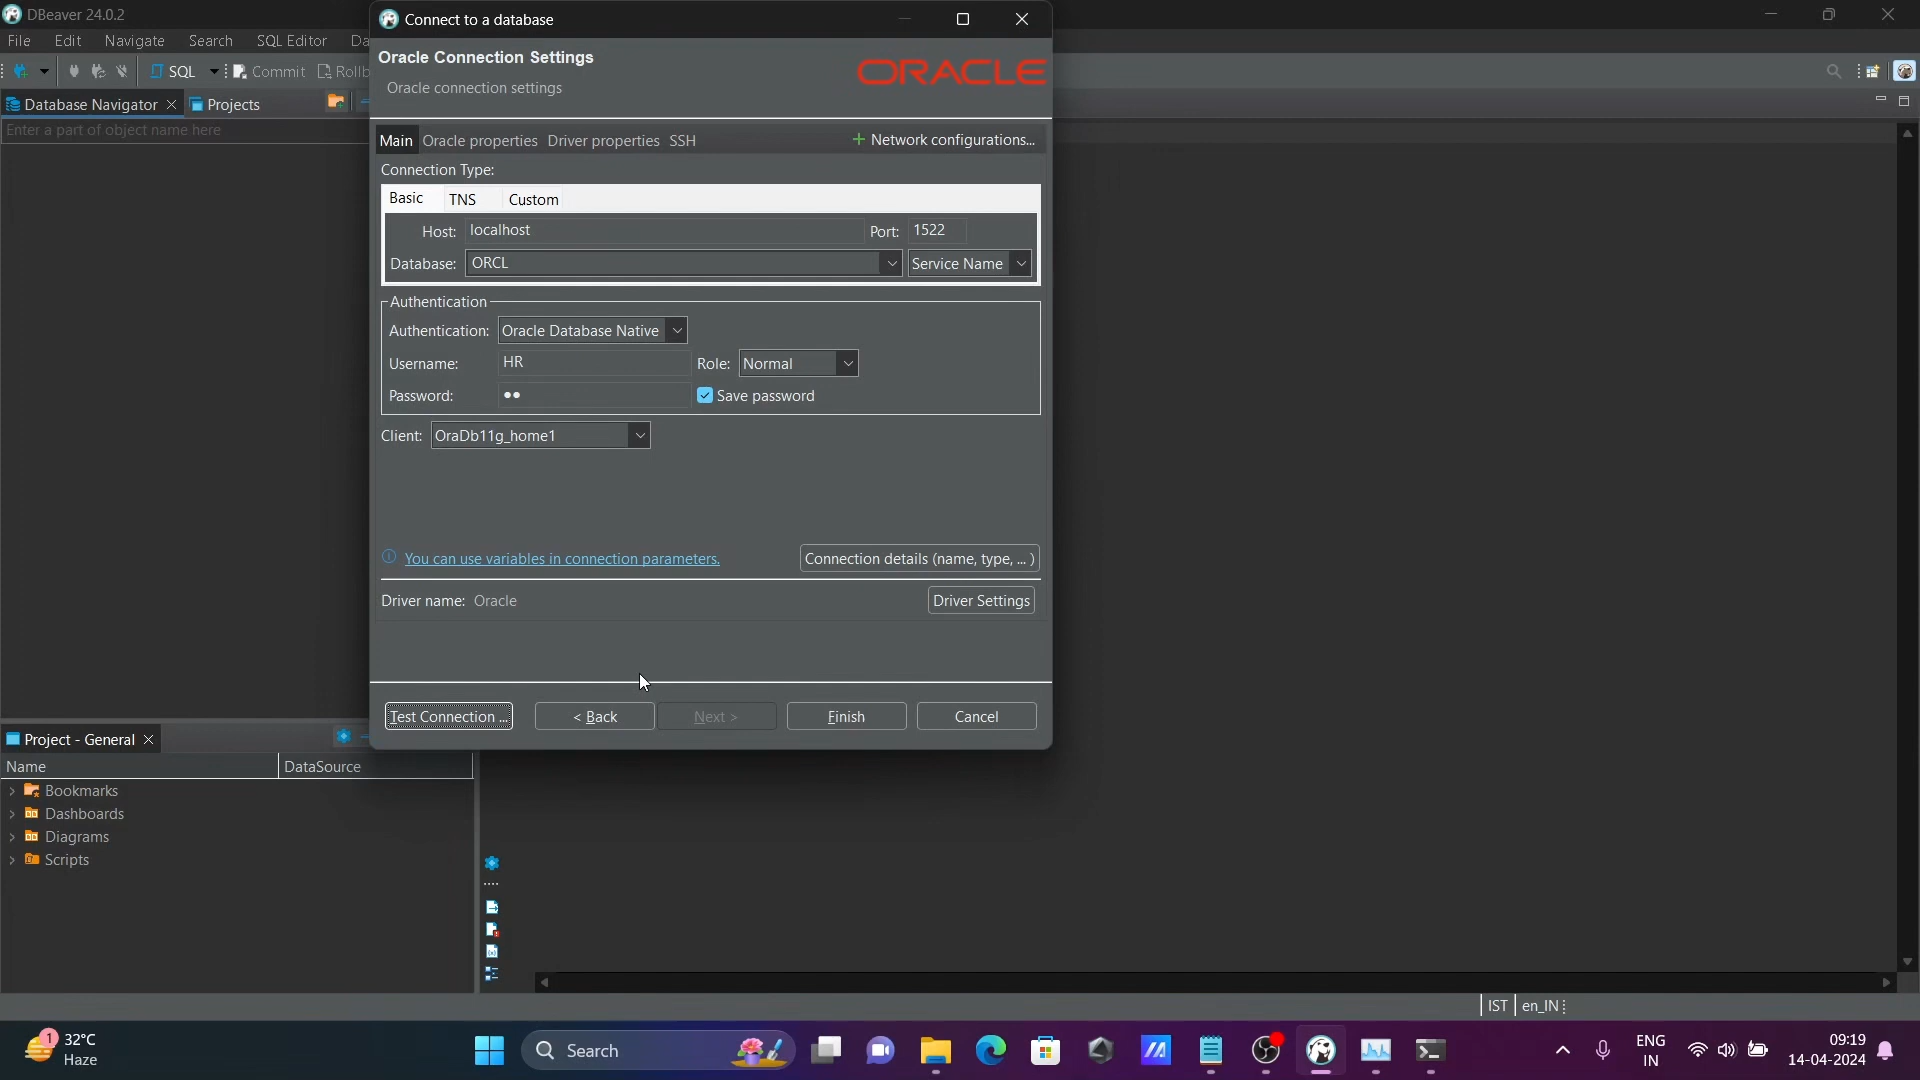 DBeaver 24.0.2
Connect to a database
File Edit Navigate Search SQL Editor Da
Oracle Connection Settings
ORACLE
Oracle connection settings
SQL Commit Rollb
Database Navigator Projects
Enter a part of object name here
Main Oracle properties Driver properties SSH Network configurations...
Connection Type:
Basic TNS Custom
Host: localhost Port: 1522
Database: ORCL Service Name
Authentication
Authentication: Oracle Database Native
Username: HR Role: Normal
Password: •• Save password
Client: OraDb11g_home1
You can use variables in connection parameters. Connection details (name, type, ... )
Driver name: Oracle Driver Settings
Test Connection ... < Back Next > Finish Cancel
Project - General
Name DataSource
Bookmarks
Dashboards
Diagrams
Scripts
IST en_IN
1 32°C
Haze
Search
ENG
IN
09:19
14-04-2024